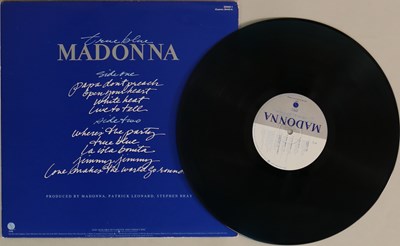 true blue
MADONNA
side one
papa don't preach
open your heart
white heat
live to tell
side two
where's the party
true blue
la isla bonita
jimmy jimmy
love makes the world go round
PRODUCED BY MADONNA, PATRICK LEONARD, STEPHEN BRAY
MADONNA